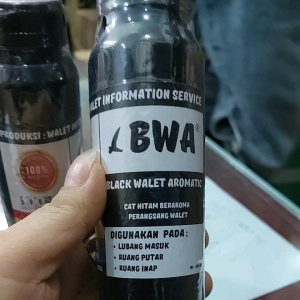 WALET INFORMATION SERVICE
BWA®
BLACK WALET AROMATIC
CAT HITAM BERAROMA
PERANGSANG WALET
DIGUNAKAN PADA :
• LUBANG MASUK
• RUANG PUTAR
• RUANG INAP
PRODUKSI : WALET
100%